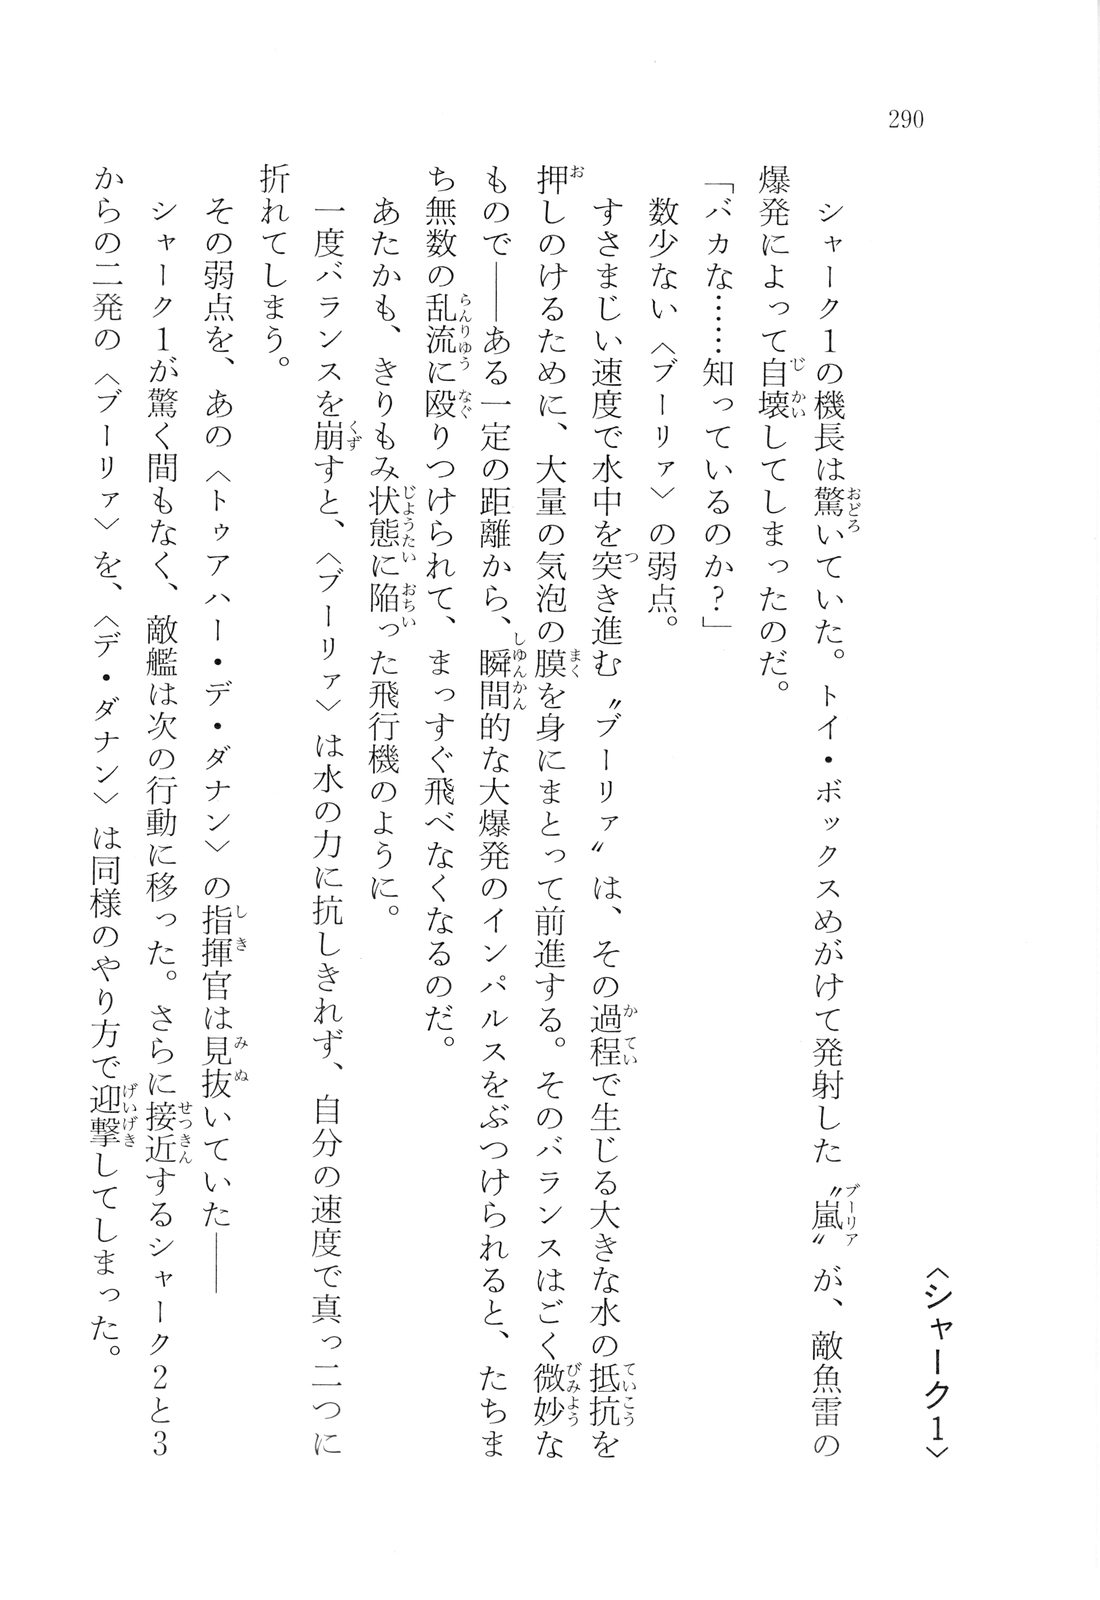 290
〈シャーク1〉
　シャーク1の機長は驚いていた。トイ・ボックスめがけて発射した〝嵐〟が、敵魚雷の
爆発によって自壊してしまったのだ。
「バカな……知っているのか？」
　数少ない〈ブーリァ〉の弱点。
　すさまじい速度で水中を突き進む〝ブーリァ〟は、その過程で生じる大きな水の抵抗を
押しのけるために、大量の気泡の膜を身にまとって前進する。そのバランスはごく微妙な
もので――ある一定の距離から、瞬間的な大爆発のインパルスをぶつけられると、たちま
ち無数の乱流に殴りつけられて、まっすぐ飛べなくなるのだ。
　あたかも、きりもみ状態に陥った飛行機のように。
　一度バランスを崩すと、〈ブーリァ〉は水の力に抗しきれず、自分の速度で真っ二つに
折れてしまう。
　その弱点を、あの〈トゥアハー・デ・ダナン〉の指揮官は見抜いていた――
　シャーク1が驚く間もなく、敵艦は次の行動に移った。さらに接近するシャーク2と3
からの二発の〈ブーリァ〉を、〈デ・ダナン〉は同様のやり方で迎撃してしまった。